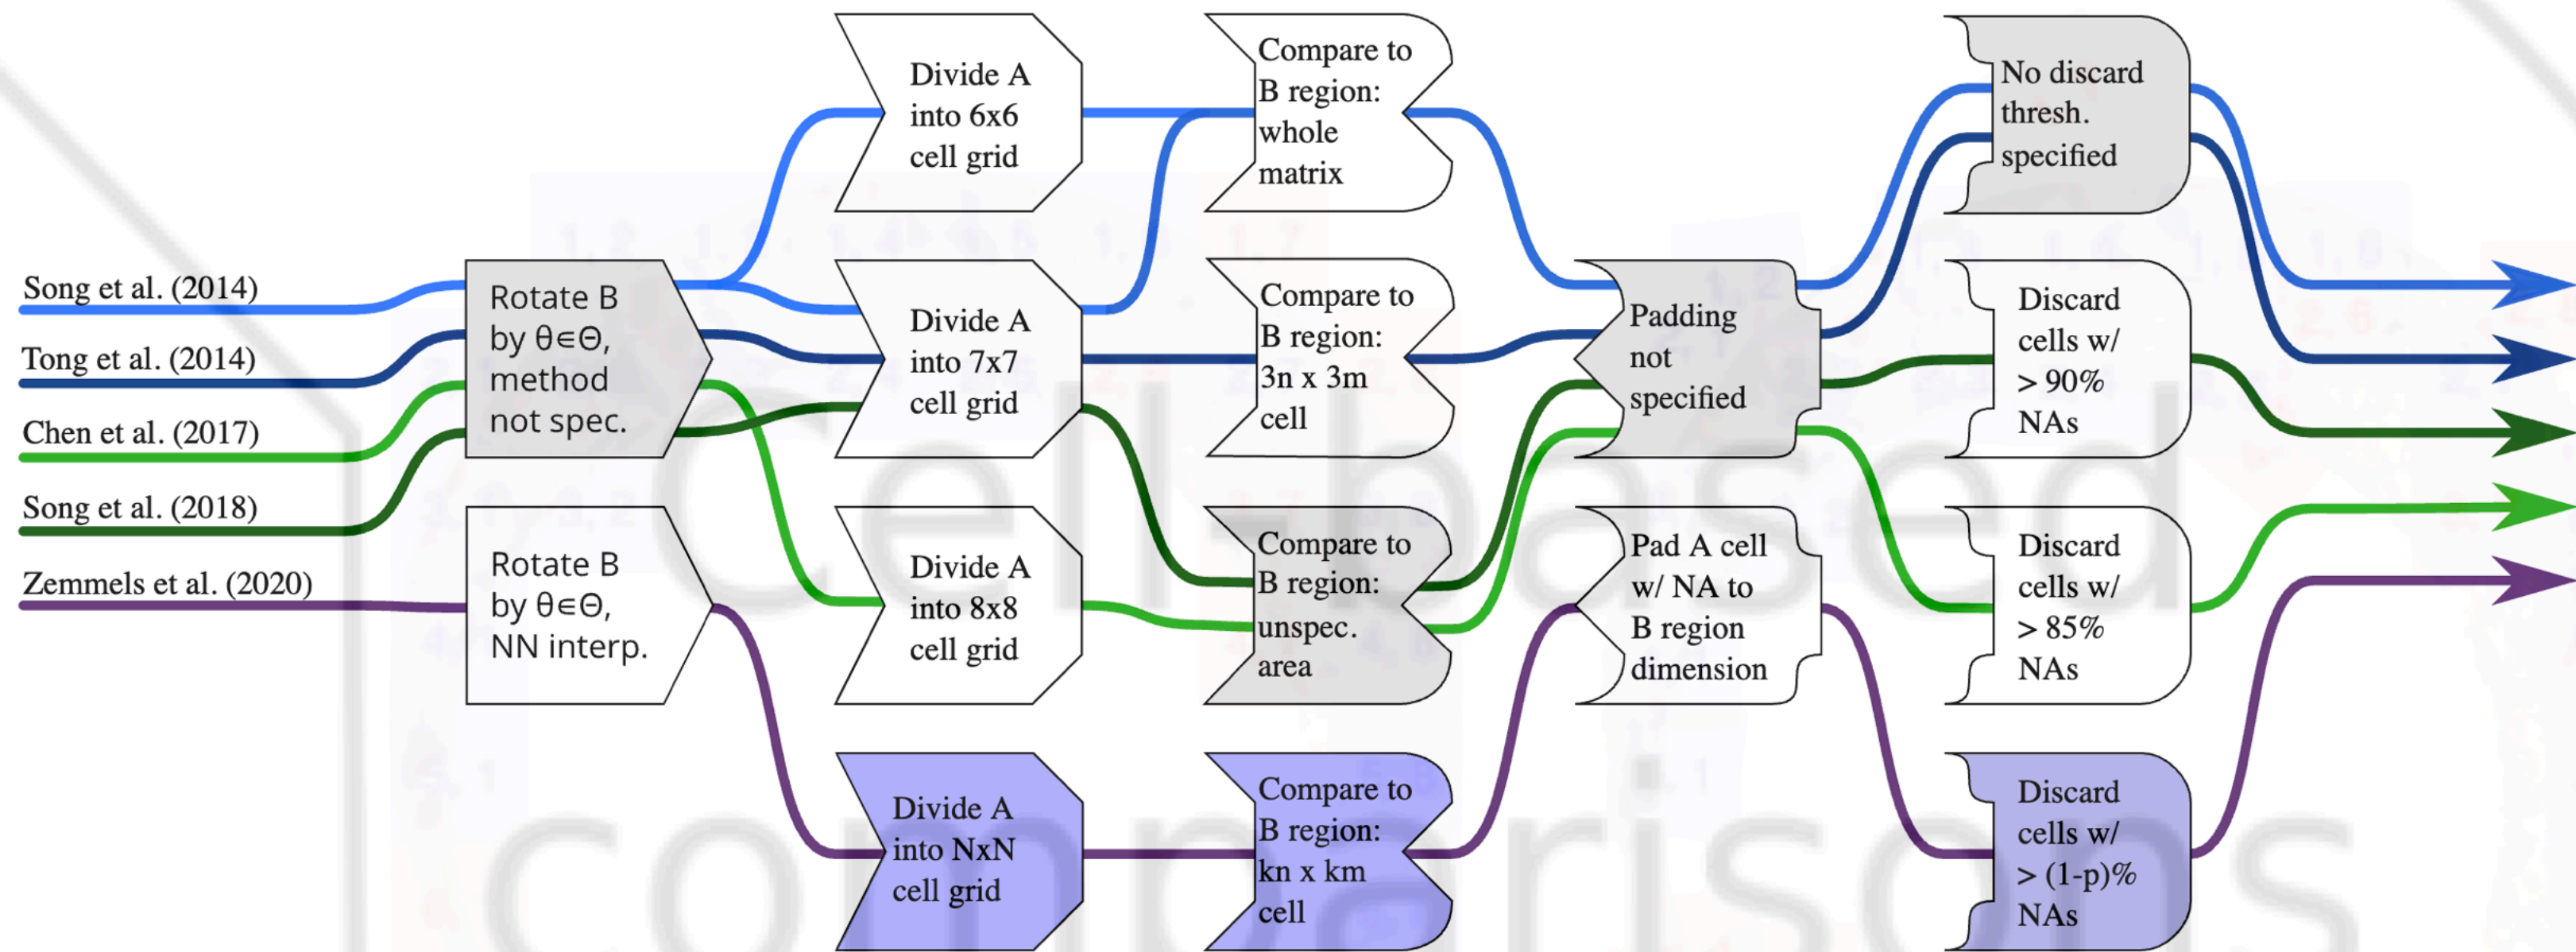 Song et al. (2014)
Tong et al. (2014)
Chen et al. (2017)
Song et al. (2018)
Zemmels et al. (2020)
Rotate B
by θ∈Θ,
method
not spec.
Rotate B
by θ∈Θ,
NN interp.
Divide A
into 6x6
cell grid
Divide A
into 7x7
cell grid
Divide A
into 8x8
cell grid
Divide A
into NxN
cell grid
Compare to
B region:
whole
matrix
Compare to
B region:
3n x 3m
cell
Compare to
B region:
unspec.
area
Compare to
B region:
kn x km
cell
Padding
not
specified
Pad A cell
w/ NA to
B region
dimension
No discard
thresh.
specified
Discard
cells w/
> 90%
NAs
Discard
cells w/
> 85%
NAs
Discard
cells w/
> (1-p)%
NAs
Cell-based
comparisons